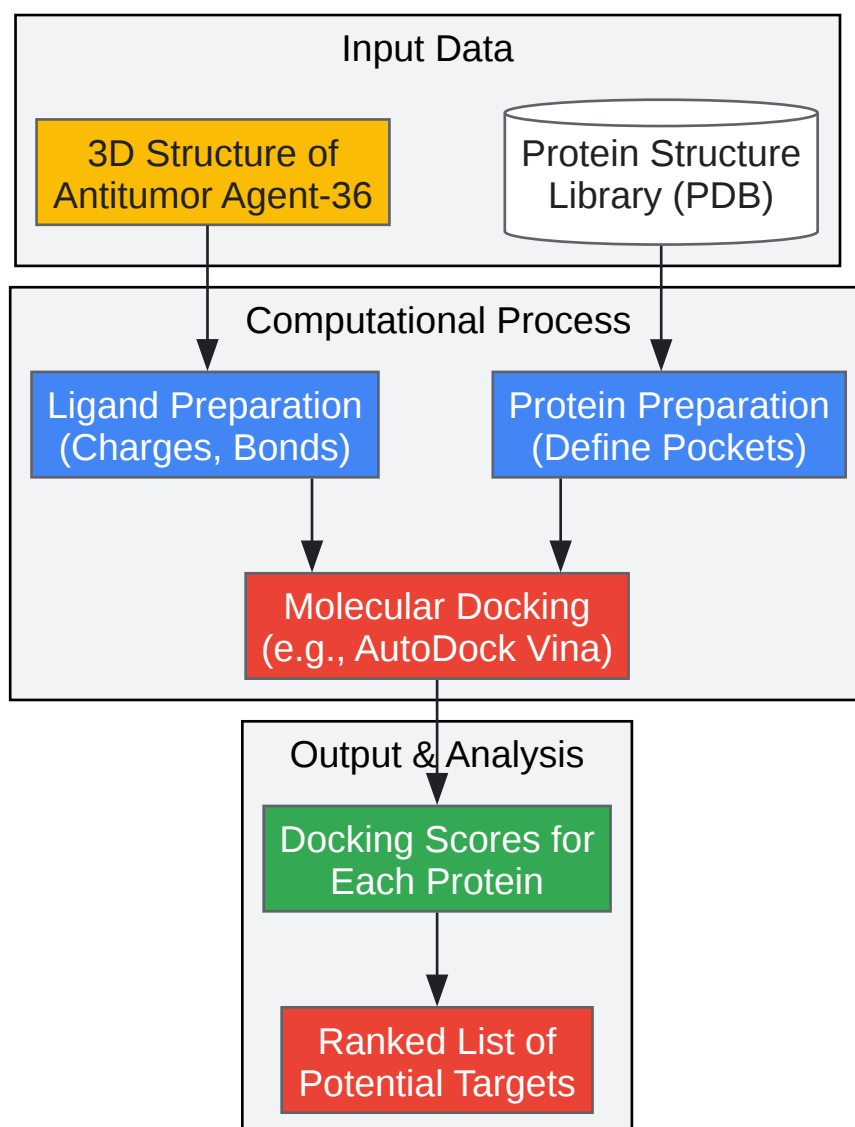 Input Data
3D Structure of
Antitumor Agent-36
Protein Structure
Library (PDB)
Computational Process
Ligand Preparation
(Charges, Bonds)
Protein Preparation
(Define Pockets)
Molecular Docking
(e.g., AutoDock Vina)
Output & Analysis
Docking Scores for
Each Protein
Ranked List of
Potential Targets